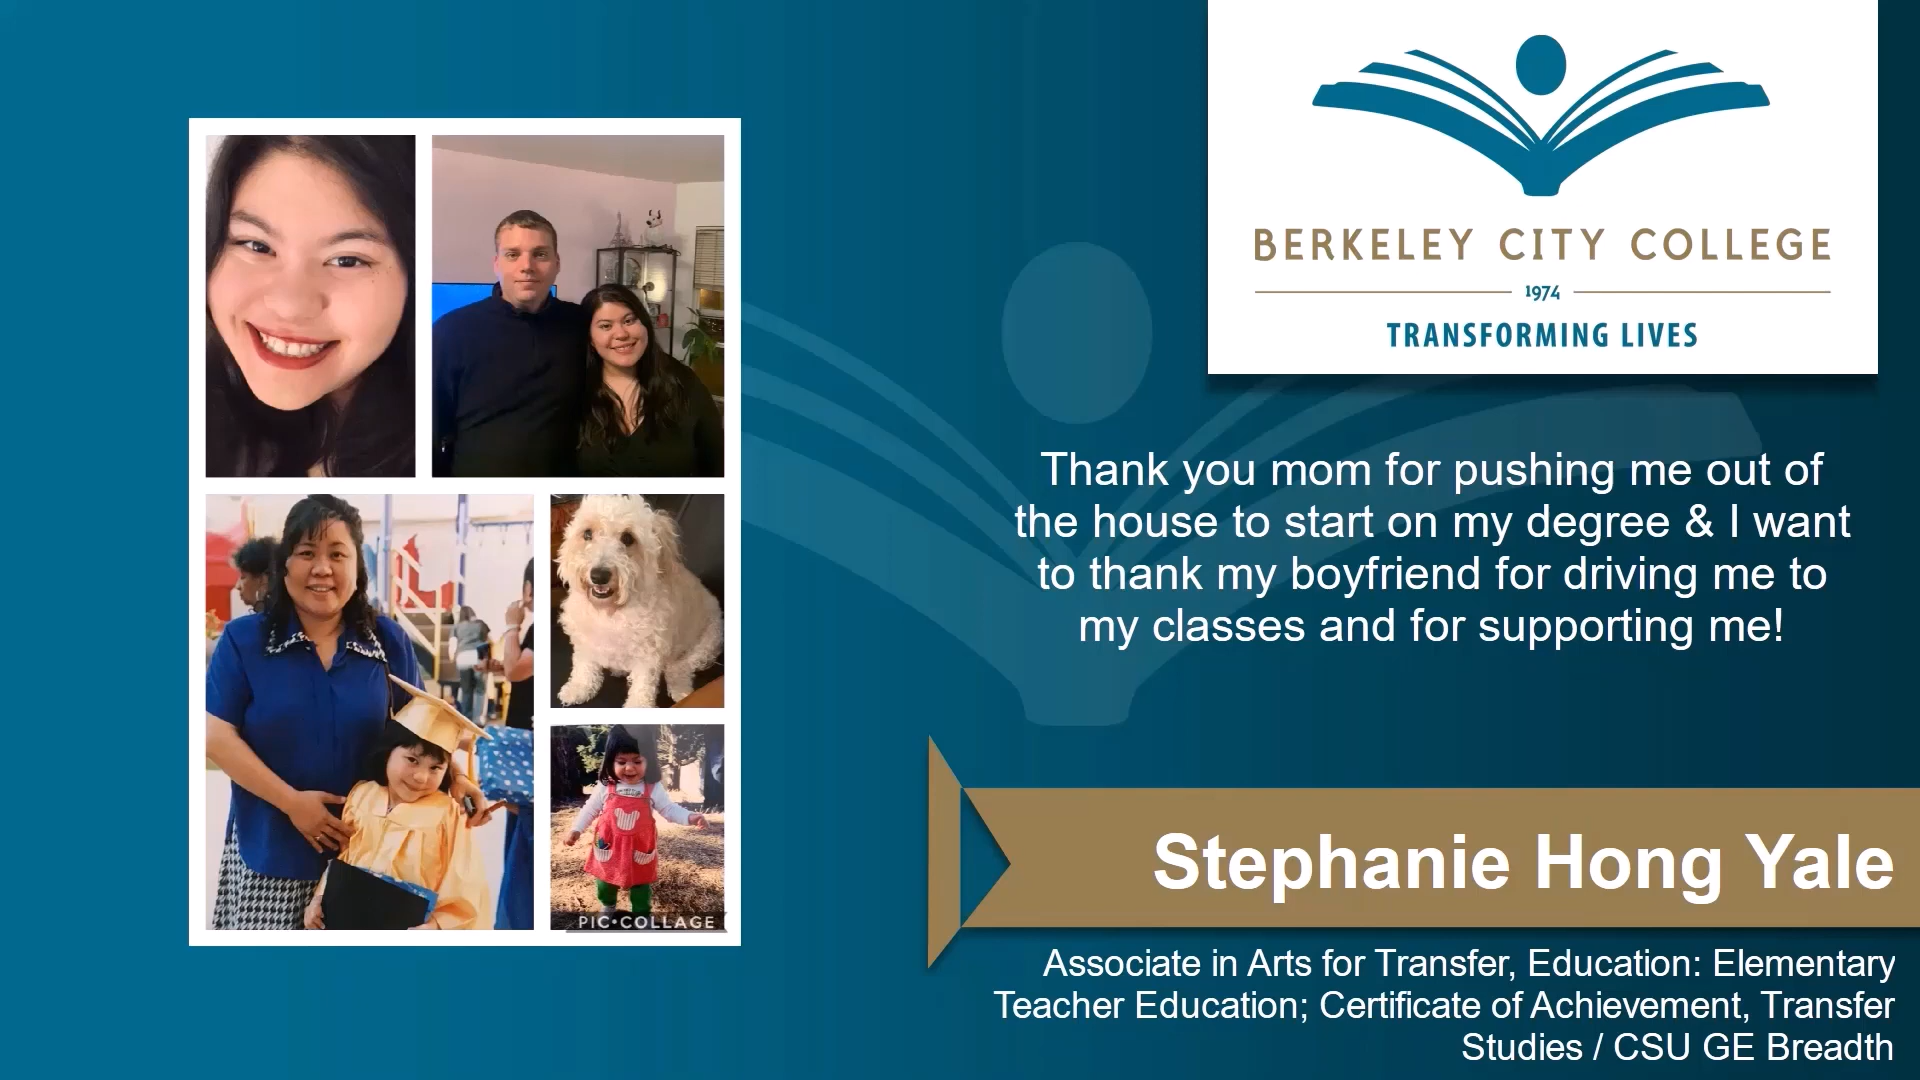 BERKELEY CITY COLLEGE
1974
TRANSFORMING LIVES
Thank you mom for pushing me out of
the house to start on my degree & I want
to thank my boyfriend for driving me to
my classes and for supporting me!
Stephanie Hong Yale
Associate in Arts for Transfer, Education: Elementary
Teacher Education; Certificate of Achievement, Transfer
Studies / CSU GE Breadth
PIC•COLLAGE